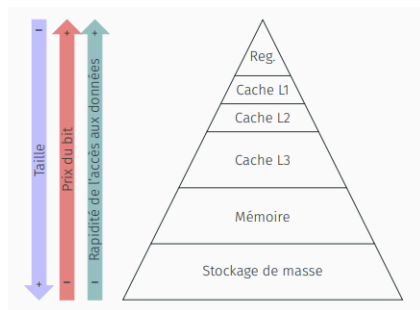 −
+
+
Taille
Prix du bit
Rapidité de l'accès aux données
+
−
−
Reg.
Cache L1
Cache L2
Cache L3
Mémoire
Stockage de masse